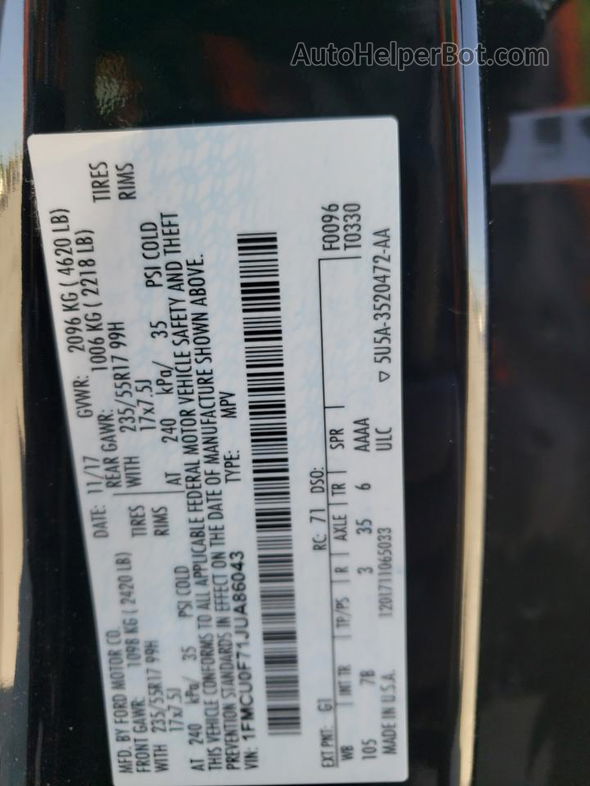 AutoHelperBot.com
MFD. BY FORD MOTOR CO.
DATE: 11/17
GVWR: 2096 KG ( 4620 LB)
FRONT GAWR: 1098 KG ( 2420 LB)
REAR GAWR: 1006 KG ( 2218 LB)
WITH 235/55R17 99H TIRES
WITH 235/55R17 99H TIRES
17x7.5J RIMS
17x7.5J RIMS
AT 240 kPa/ 35 PSI COLD
AT 240 kPa/ 35 PSI COLD
THIS VEHICLE CONFORMS TO ALL APPLICABLE FEDERAL MOTOR VEHICLE SAFETY AND THEFT
PREVENTION STANDARDS IN EFFECT ON THE DATE OF MANUFACTURE SHOWN ABOVE.
VIN: 1FMCU0F71JUA86043
TYPE: MPV
F0096
T0330
EXT PNT: G1 RC: 71 DSO:
WB INT TR TP/PS R AXLE TR SPR
105 7B 3 35 6 AAAA
MADE IN U.S.A. 1201711065033 ULC
▽ 5U5A-3520472-AA